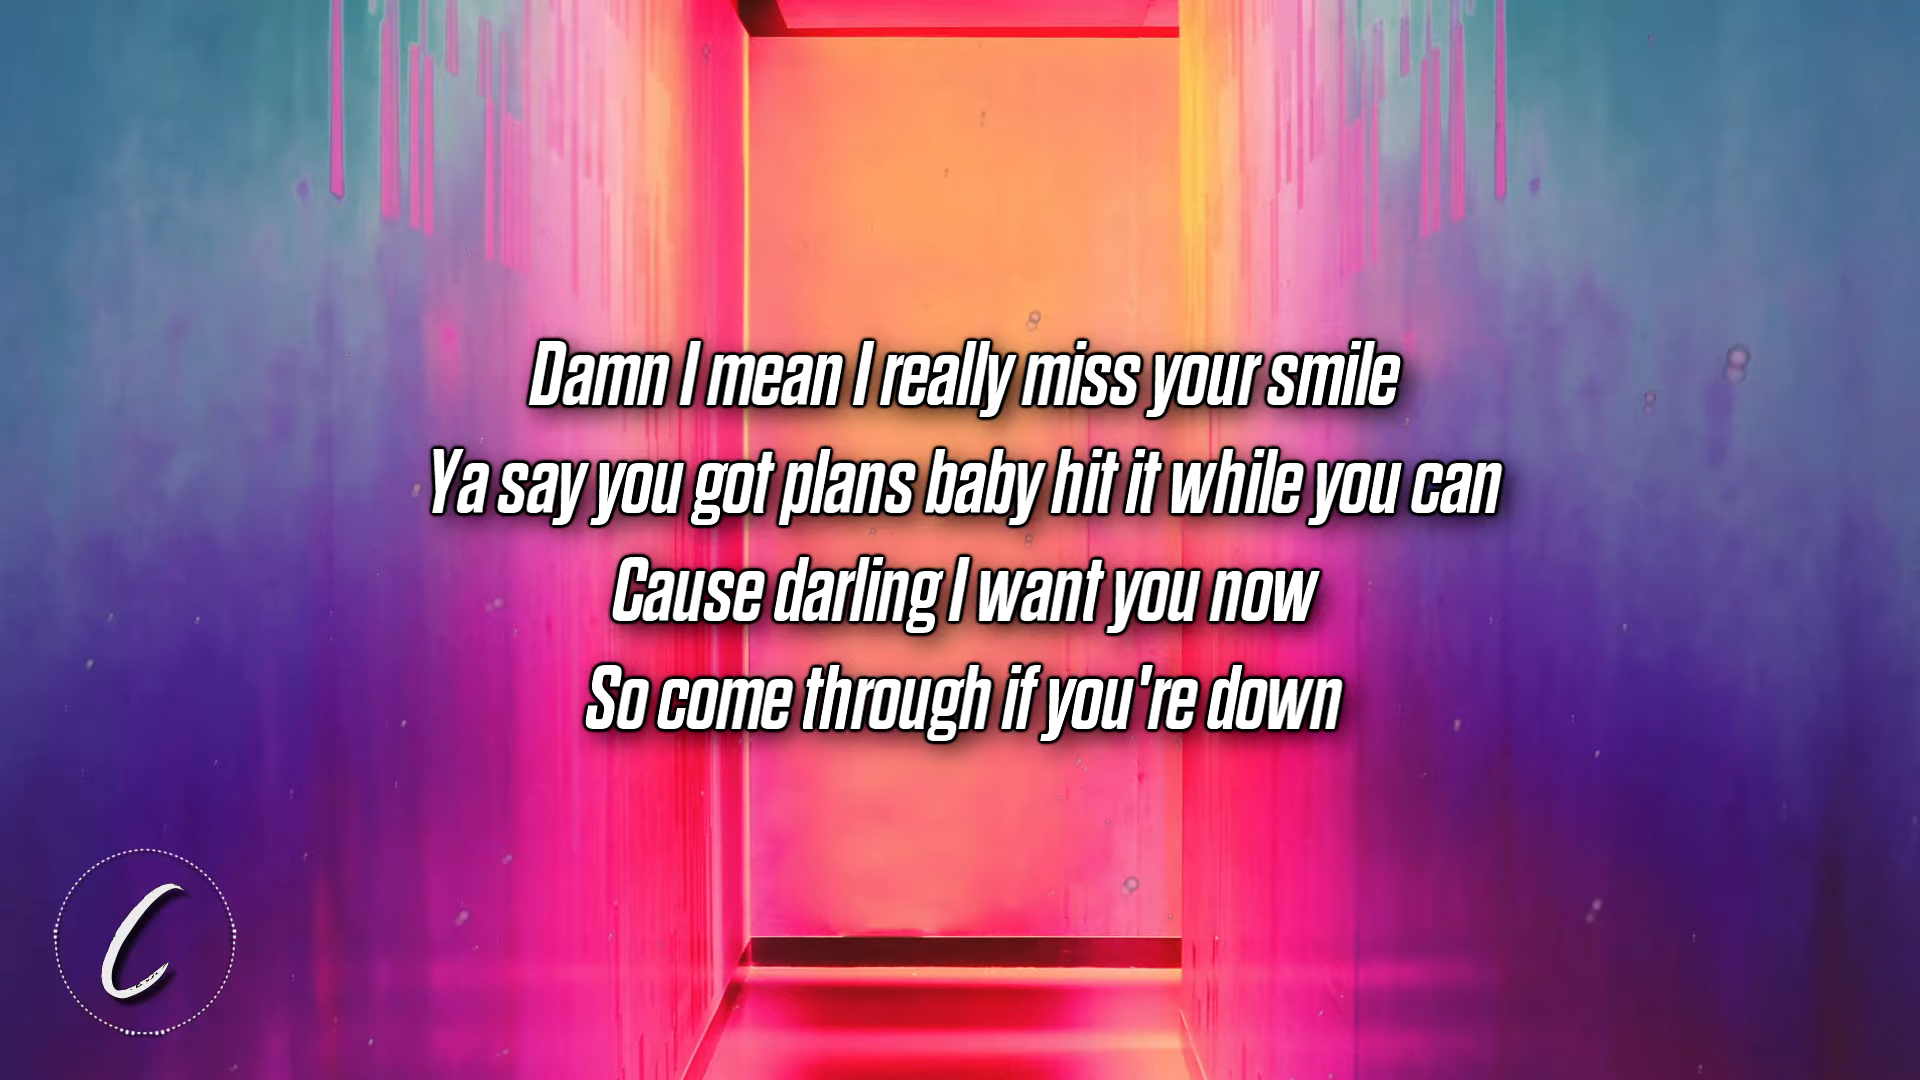 Damn I mean I really miss your smile
Ya say you got plans baby hit it while you can
Cause darling I want you now
So come through if you're down
C